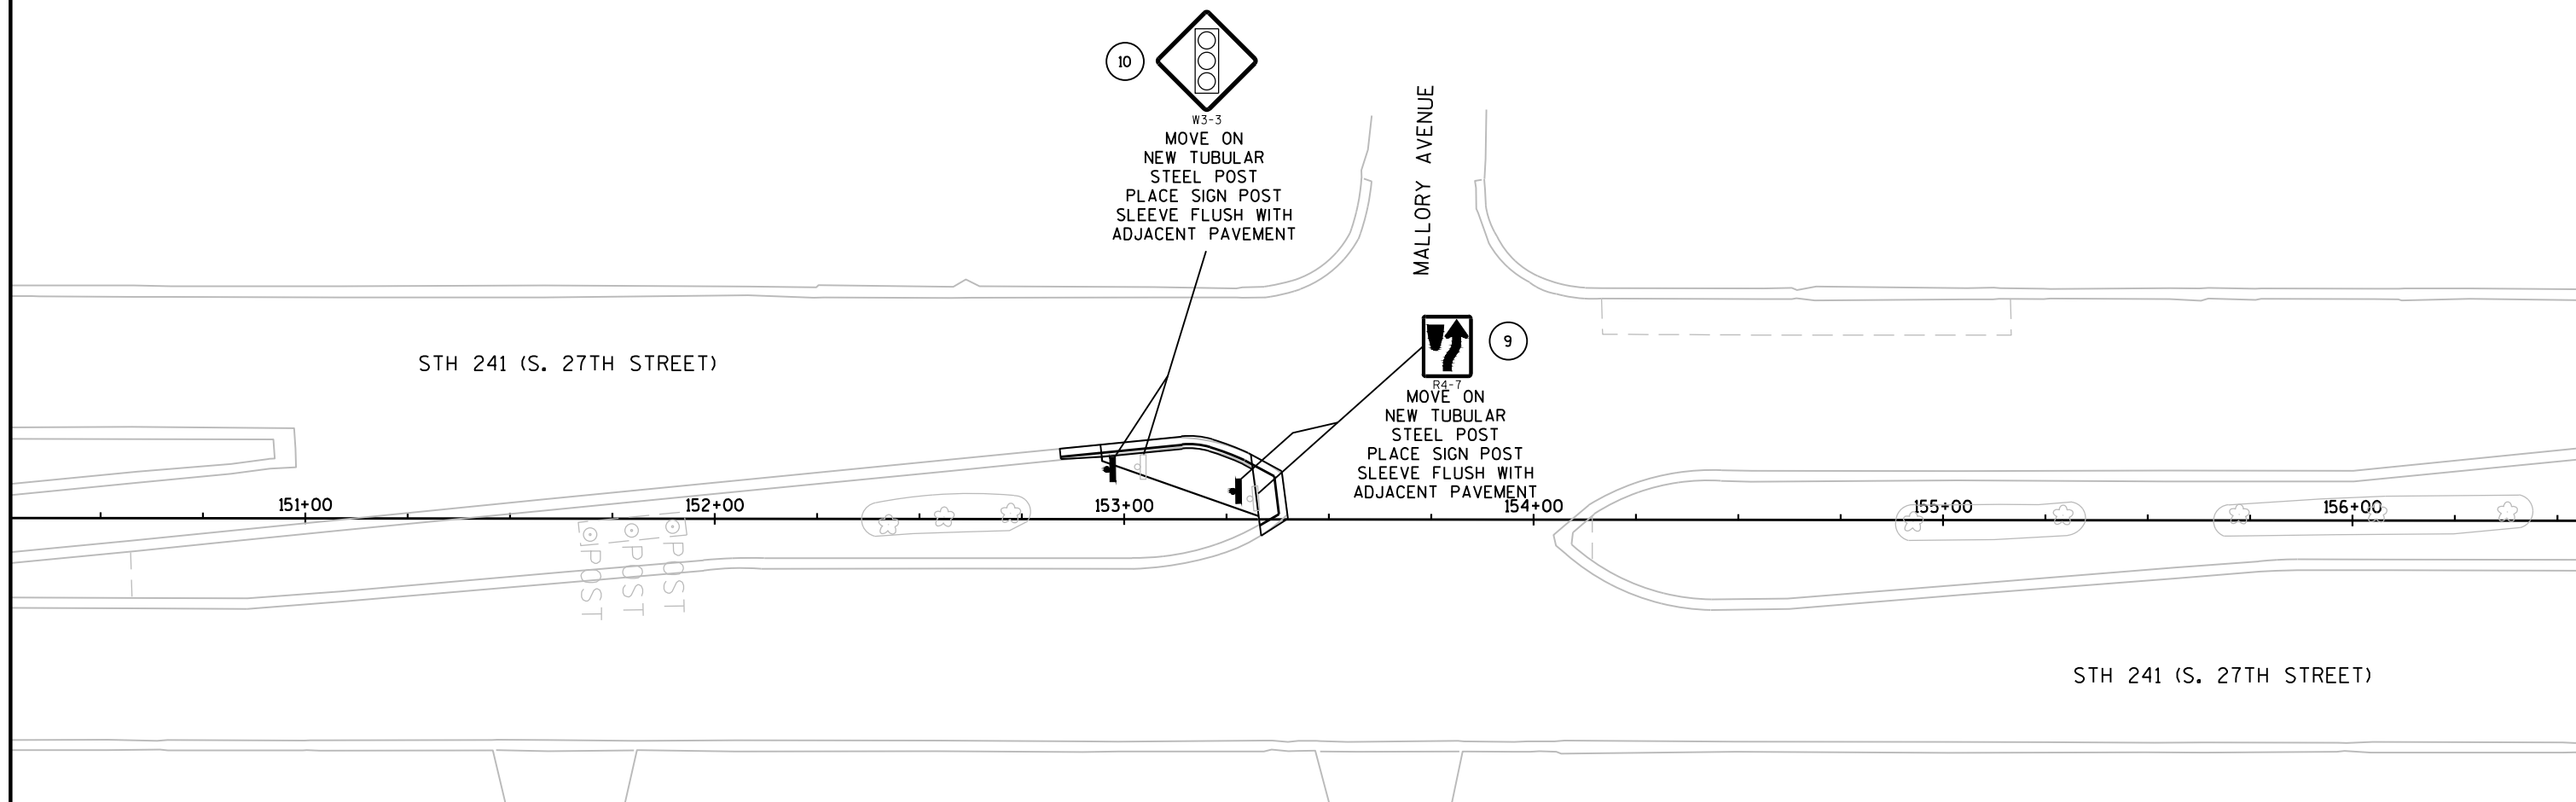 10
W3-3
MOVE ON
NEW TUBULAR
STEEL POST
PLACE SIGN POST
SLEEVE FLUSH WITH
ADJACENT PAVEMENT
MALLORY AVENUE
9
R4-7
MOVE ON
NEW TUBULAR
STEEL POST
PLACE SIGN POST
SLEEVE FLUSH WITH
ADJACENT PAVEMENT
STH 241 (S. 27TH STREET)
151+00
152+00
153+00
154+00
155+00
156+00
POST
POST
POST
STH 241 (S. 27TH STREET)